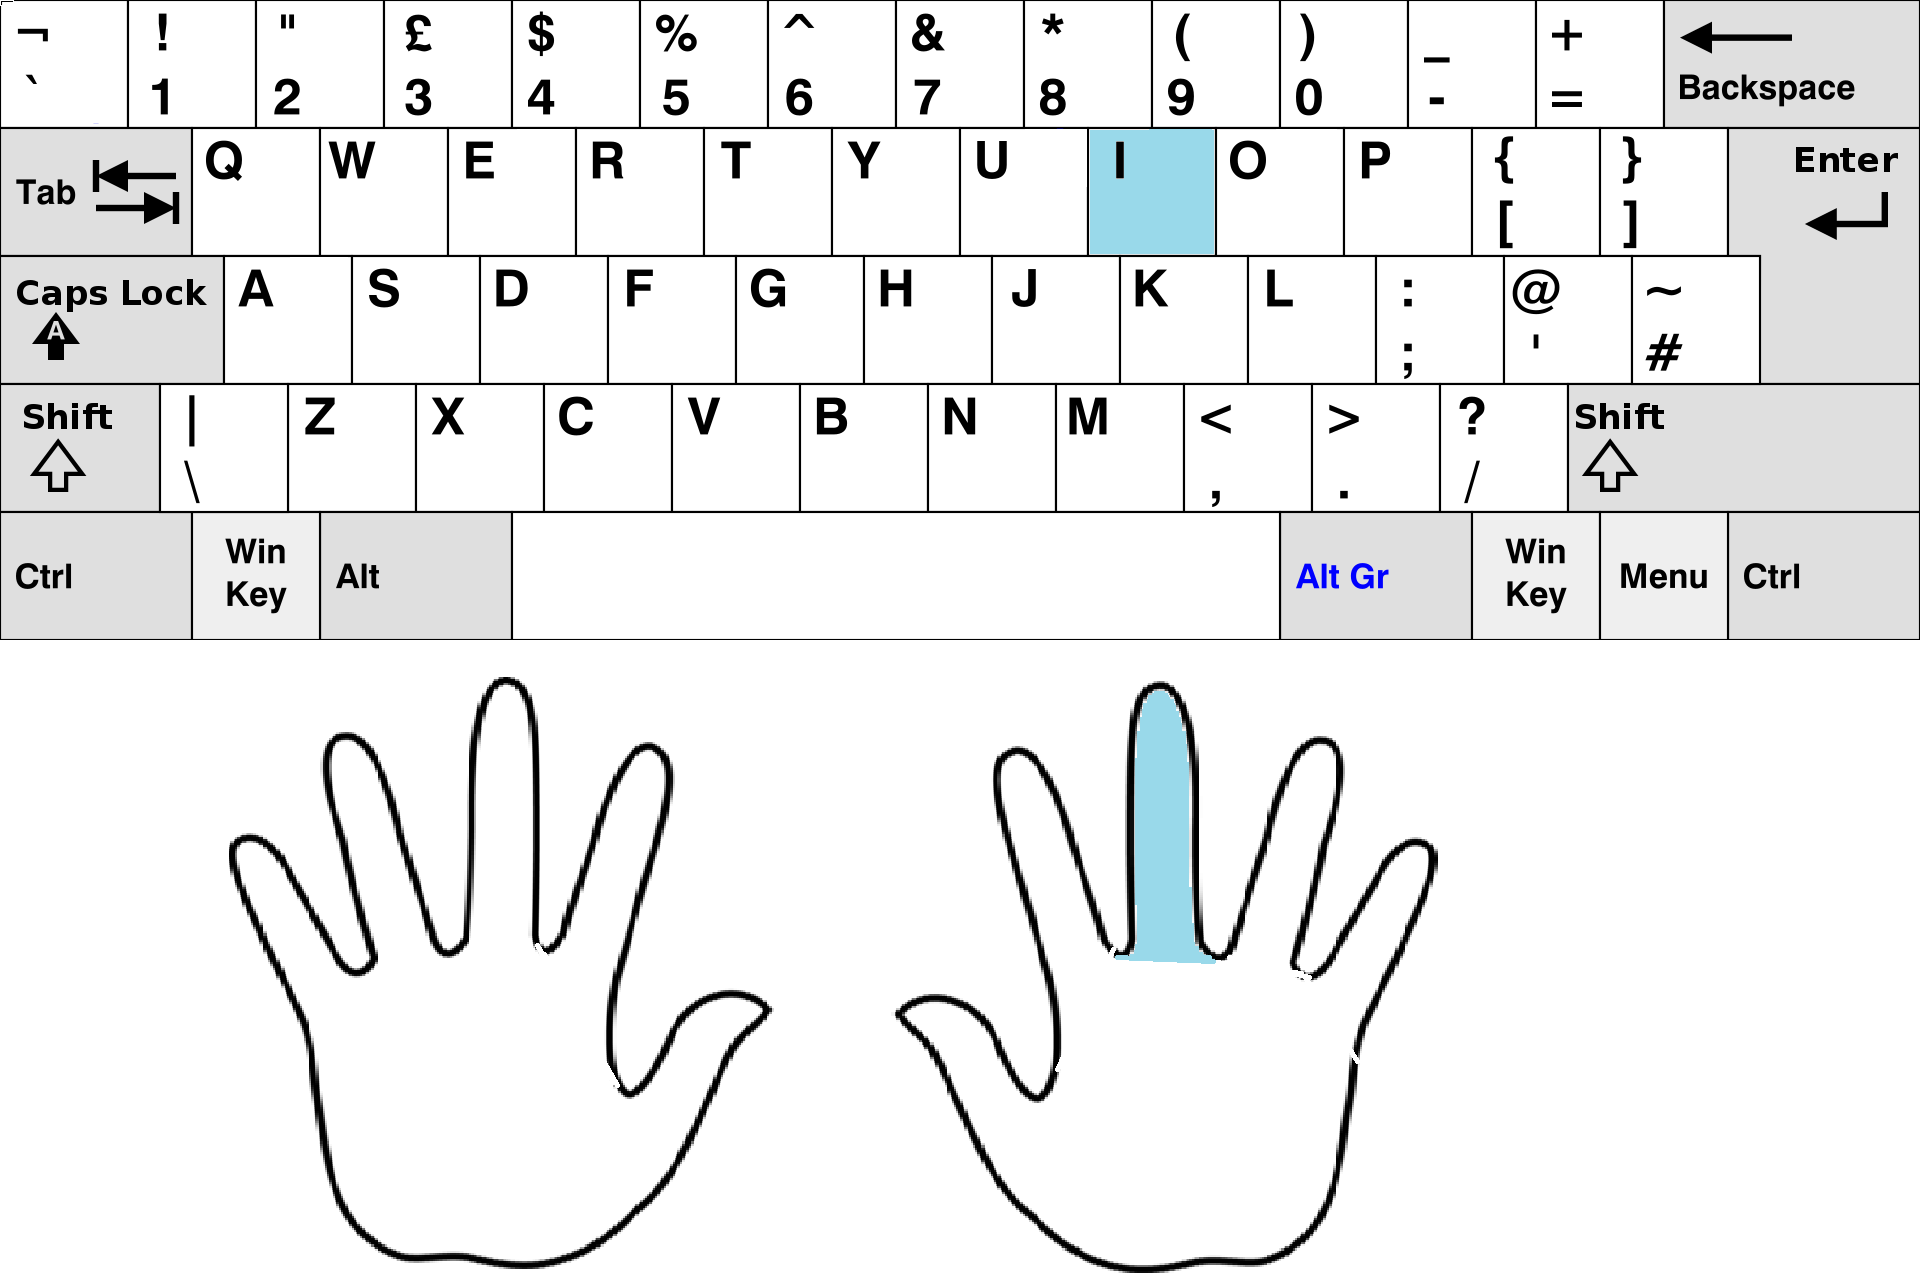 ¬ ! " £ $ % ^ & * ( ) _ +
` 1 2 3 4 5 6 7 8 9 0 - = Backspace
Tab Q W E R T Y U I O P { } Enter
[ ]
Caps Lock A S D F G H J K L : @ ~
A ; ' #
Shift | Z X C V B N M < > ? Shift
\ , . /
Ctrl Win Key Alt Alt Gr Win Key Menu Ctrl